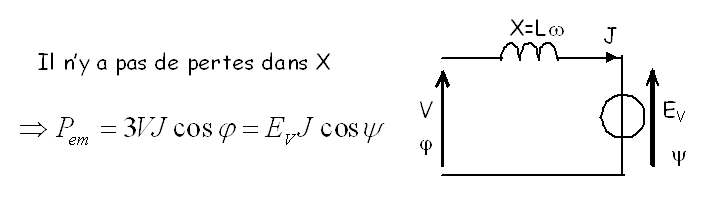 Il n'y a pas de pertes dans X
⇒ P_em = 3VJ cos φ = E_V J cos ψ
X=Lω
J
V
φ
E_V
ψ